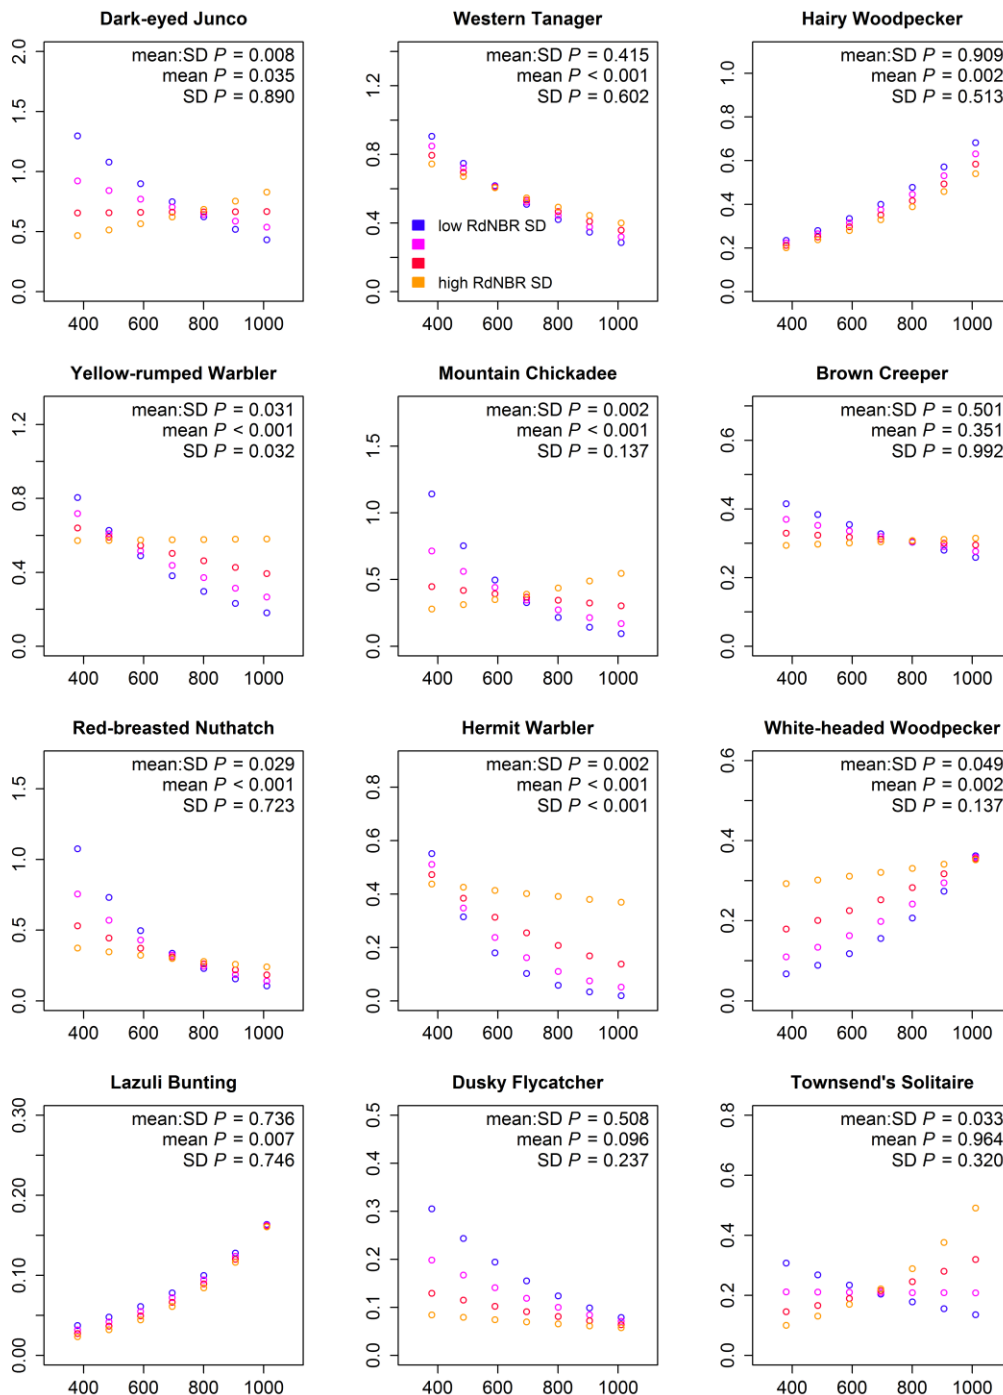 Dark-eyed Junco
mean:SD P = 0.008
mean P = 0.035
SD P = 0.890
0.0 0.5 1.0 1.5 2.0
400 600 800 1000
Western Tanager
mean:SD P = 0.415
mean P < 0.001
SD P = 0.602
low RdNBR SD
high RdNBR SD
0.0 0.4 0.8 1.2
400 600 800 1000
Hairy Woodpecker
mean:SD P = 0.909
mean P = 0.002
SD P = 0.513
0.0 0.2 0.4 0.6 0.8 1.0
400 600 800 1000
Yellow-rumped Warbler
mean:SD P = 0.031
mean P < 0.001
SD P = 0.032
0.0 0.4 0.8 1.2
400 600 800 1000
Mountain Chickadee
mean:SD P = 0.002
mean P < 0.001
SD P = 0.137
0.0 0.5 1.0 1.5
400 600 800 1000
Brown Creeper
mean:SD P = 0.501
mean P = 0.351
SD P = 0.992
0.0 0.2 0.4 0.6
400 600 800 1000
Red-breasted Nuthatch
mean:SD P = 0.029
mean P < 0.001
SD P = 0.723
0.0 0.5 1.0 1.5
400 600 800 1000
Hermit Warbler
mean:SD P = 0.002
mean P < 0.001
SD P < 0.001
0.0 0.2 0.4 0.6 0.8
400 600 800 1000
White-headed Woodpecker
mean:SD P = 0.049
mean P = 0.002
SD P = 0.137
0.0 0.2 0.4 0.6
400 600 800 1000
Lazuli Bunting
mean:SD P = 0.736
mean P = 0.007
SD P = 0.746
0.00 0.10 0.20 0.30
400 600 800 1000
Dusky Flycatcher
mean:SD P = 0.508
mean P = 0.096
SD P = 0.237
0.0 0.1 0.2 0.3 0.4 0.5
400 600 800 1000
Townsend's Solitaire
mean:SD P = 0.033
mean P = 0.964
SD P = 0.320
0.0 0.2 0.4 0.6 0.8
400 600 800 1000